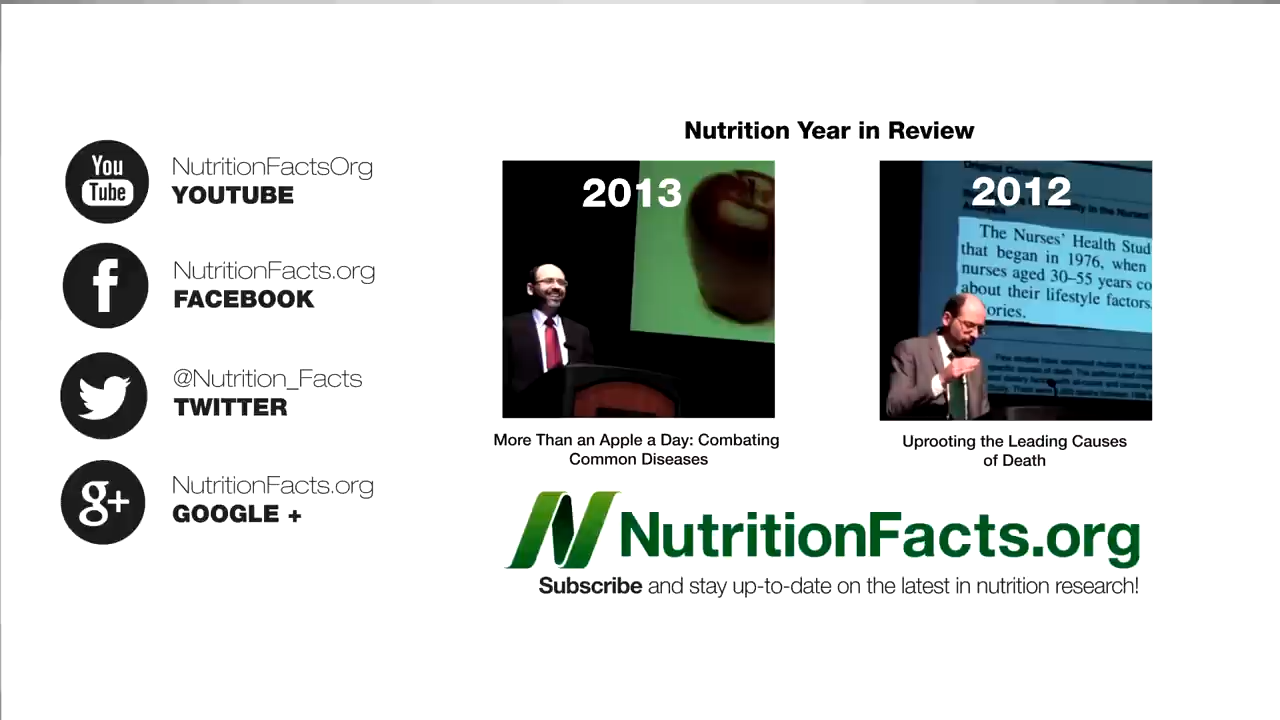 You
Tube
NutritionFactsOrg
YOUTUBE
f
NutritionFacts.org
FACEBOOK
@Nutrition_Facts
TWITTER
g+
NutritionFacts.org
GOOGLE +
Nutrition Year in Review
2013
More Than an Apple a Day: Combating
Common Diseases
2012
The Nurses' Health Stud
that began in 1976, when
nurses aged 30–55 years co
about their lifestyle factors
ories.
Uprooting the Leading Causes
of Death
NutritionFacts.org
Subscribe and stay up-to-date on the latest in nutrition research!